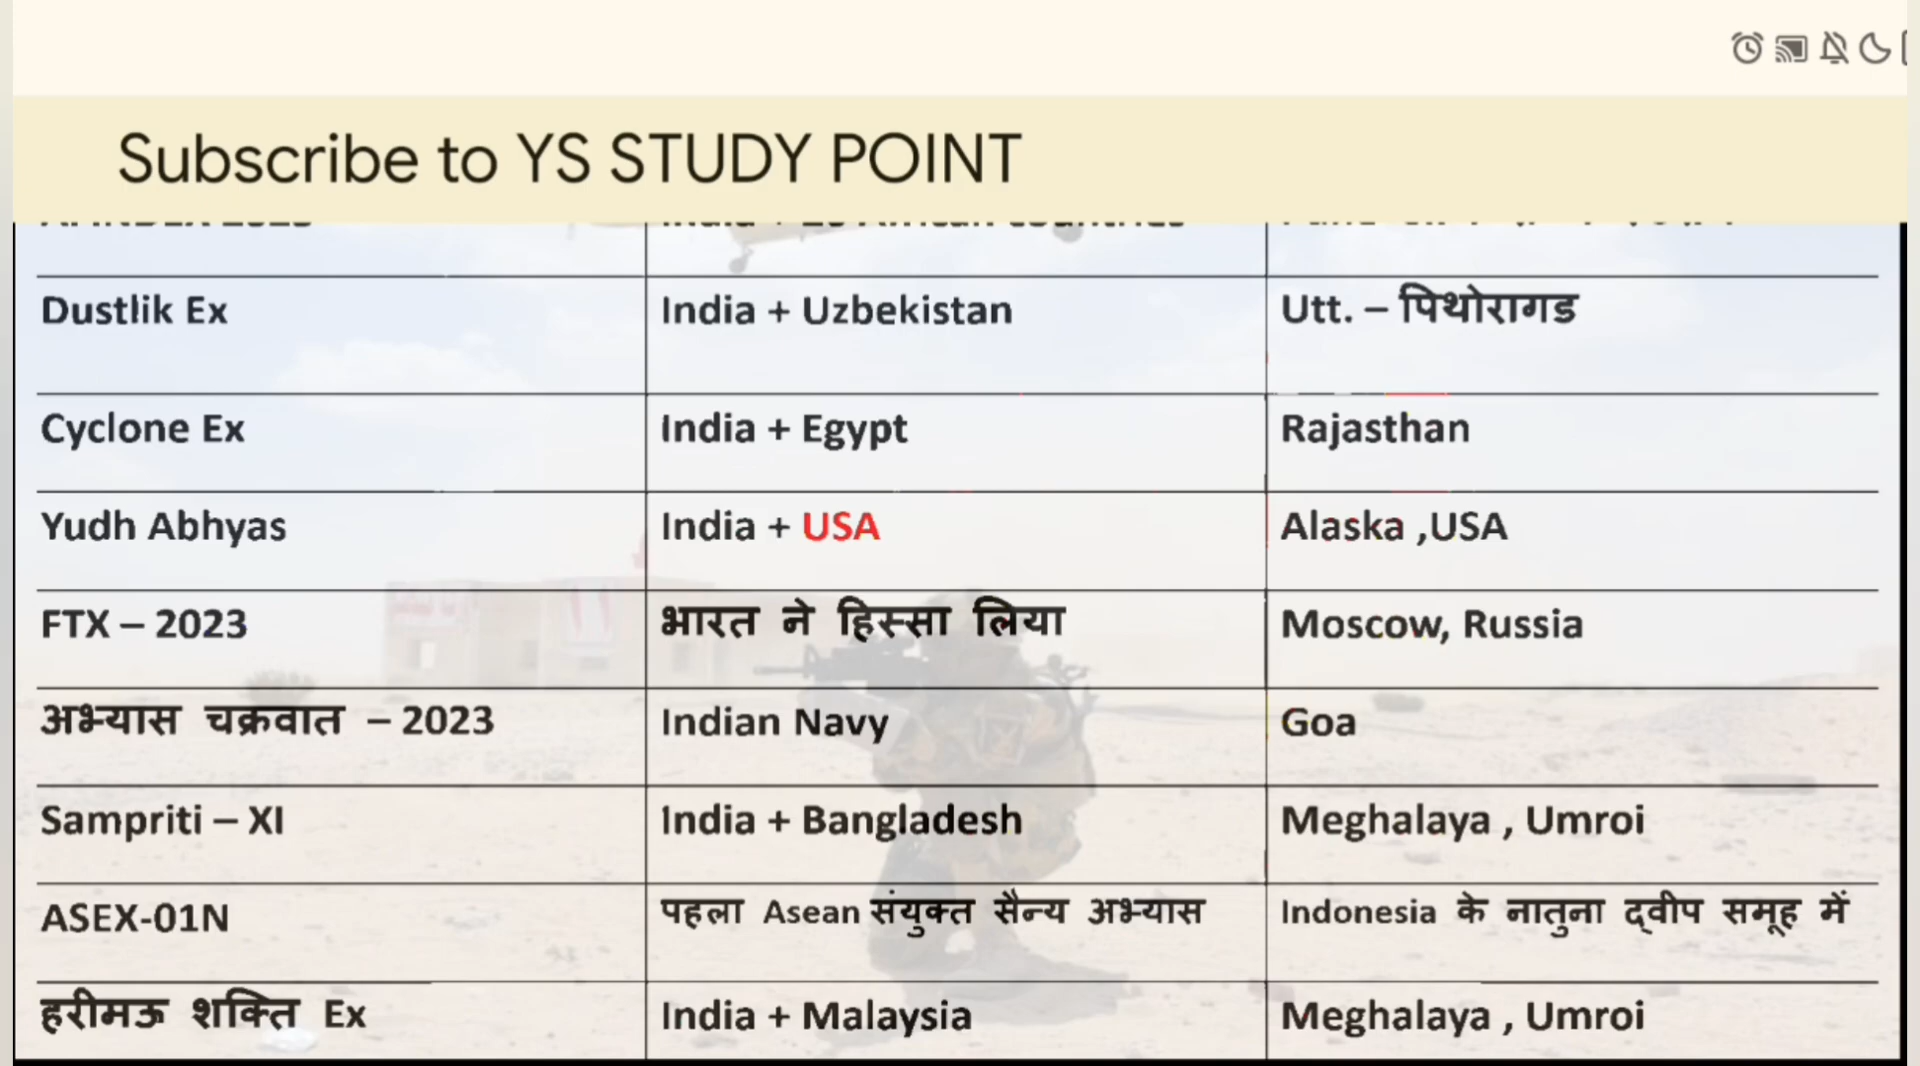 Subscribe to YS STUDY POINT
Dustlik Ex India + Uzbekistan Utt. – पिथोरागड
Cyclone Ex India + Egypt Rajasthan
Yudh Abhyas India + USA Alaska ,USA
FTX – 2023 भारत ने हिस्सा लिया Moscow, Russia
अभ्यास चक्रवात – 2023 Indian Navy Goa
Sampriti – XI India + Bangladesh Meghalaya , Umroi
ASEX-01N पहला Asean संयुक्त सैन्य अभ्यास Indonesia के नातुना द्वीप समूह में
हरीमऊ शक्ति Ex India + Malaysia Meghalaya , Umroi